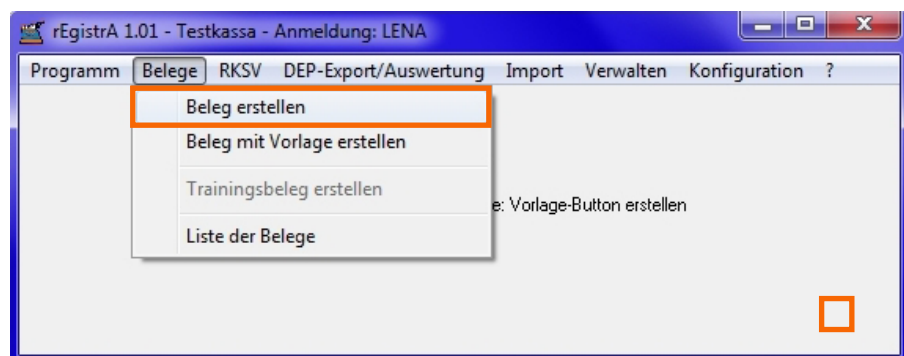 rEgistrA 1.01 - Testkassa - Anmeldung: LENA
Programm Belege RKSV DEP-Export/Auswertung Import Verwalten Konfiguration ?
Beleg erstellen
Beleg mit Vorlage erstellen
Trainingsbeleg erstellen
e: Vorlage-Button erstellen
Liste der Belege